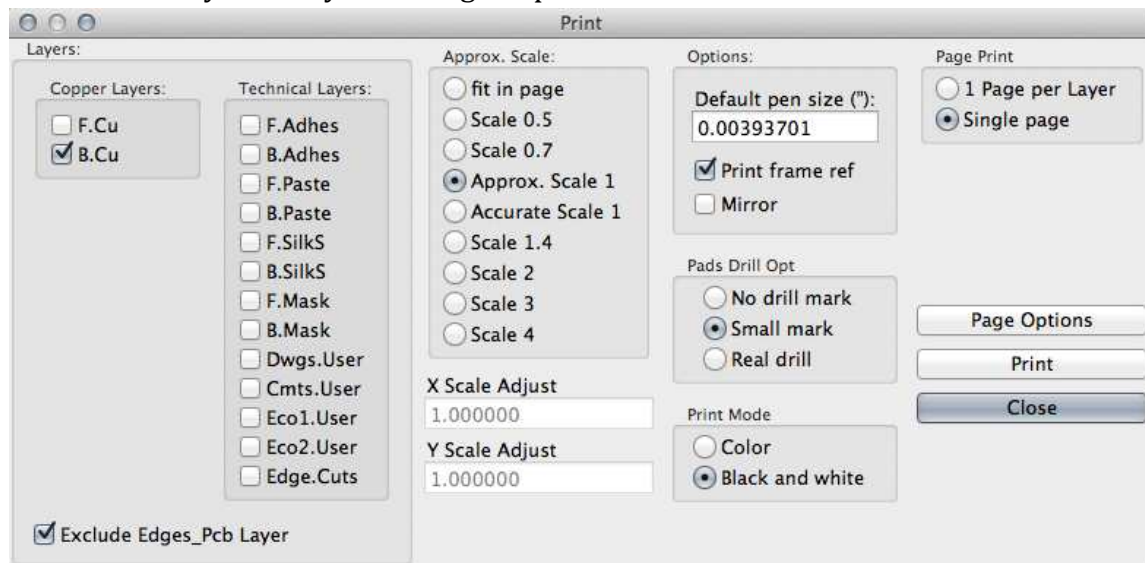 Print
Layers:
Copper Layers:
F.Cu
B.Cu
Technical Layers:
F.Adhes
B.Adhes
F.Paste
B.Paste
F.SilkS
B.SilkS
F.Mask
B.Mask
Dwgs.User
Cmts.User
Eco1.User
Eco2.User
Edge.Cuts
Exclude Edges_Pcb Layer
Approx. Scale:
fit in page
Scale 0.5
Scale 0.7
Approx. Scale 1
Accurate Scale 1
Scale 1.4
Scale 2
Scale 3
Scale 4
X Scale Adjust
1.000000
Y Scale Adjust
1.000000
Options:
Default pen size ("):
0.00393701
Print frame ref
Mirror
Pads Drill Opt
No drill mark
Small mark
Real drill
Print Mode
Color
Black and white
Page Print
1 Page per Layer
Single page
Page Options
Print
Close